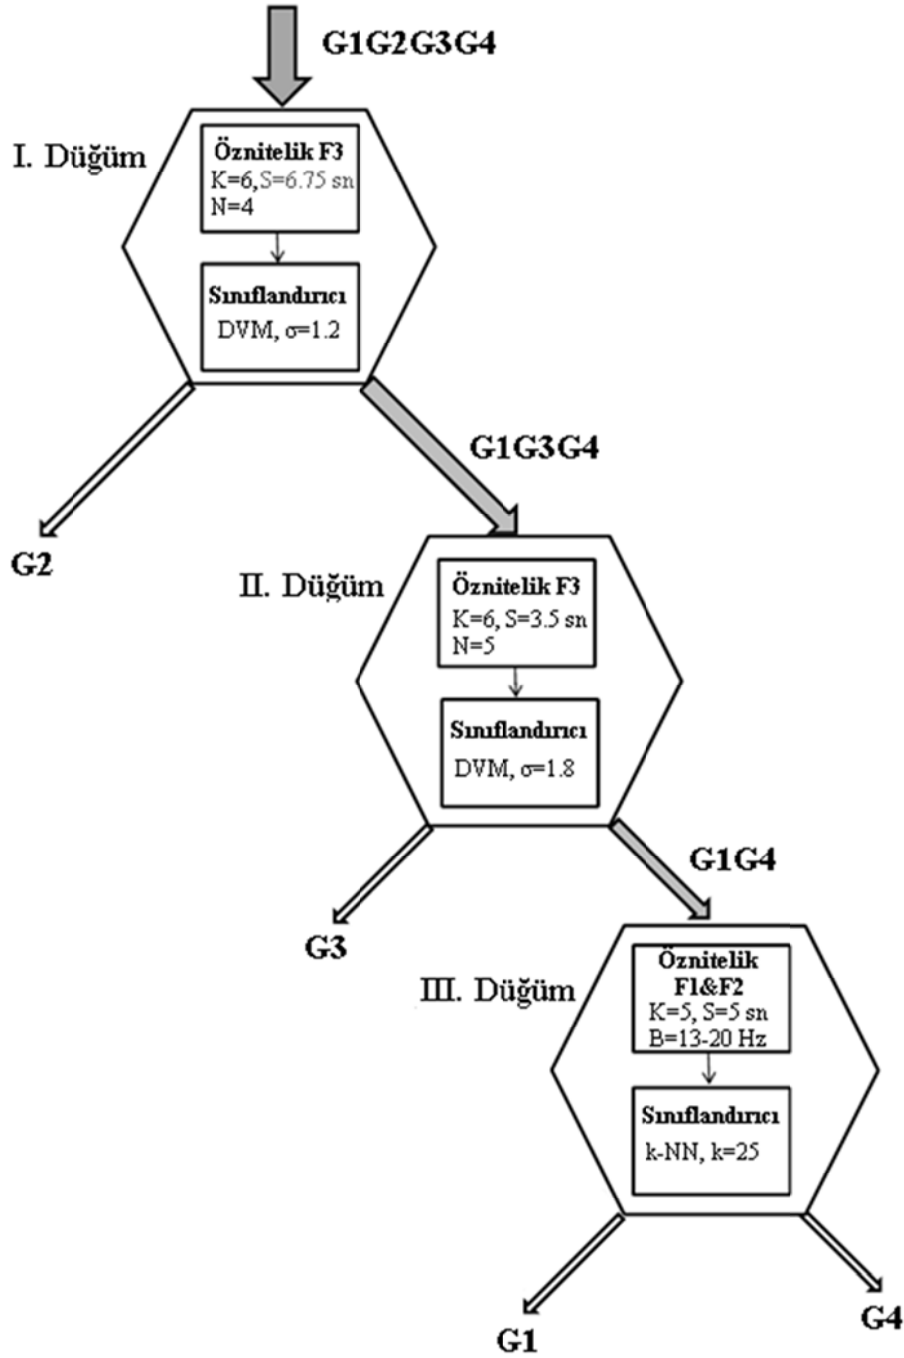 G1G2G3G4
I. Düğüm
Öznitelik F3
K=6, S=6.75 sn
N=4
Sınıflandırıcı
DVM, σ=1.2
G1G3G4
G2
II. Düğüm
Öznitelik F3
K=6, S=3.5 sn
N=5
Sınıflandırıcı
DVM, σ=1.8
G1G4
G3
III. Düğüm
Öznitelik
F1&F2
K=5, S=5 sn
B=13-20 Hz
Sınıflandırıcı
k-NN, k=25
G1
G4